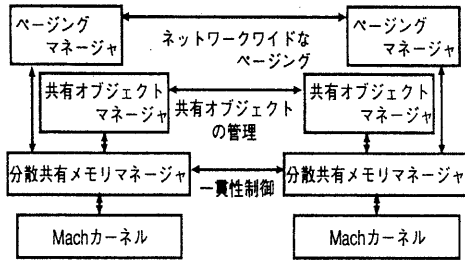 ページング
マネージャ
ネットワークワイドな
ページング
ページング
マネージャ
共有オブジェクト
マネージャ
共有オブジェクト
の管理
共有オブジェクト
マネージャ
分散共有メモリマネージャ
一貫性制御
分散共有メモリマネージャ
Machカーネル
Machカーネル